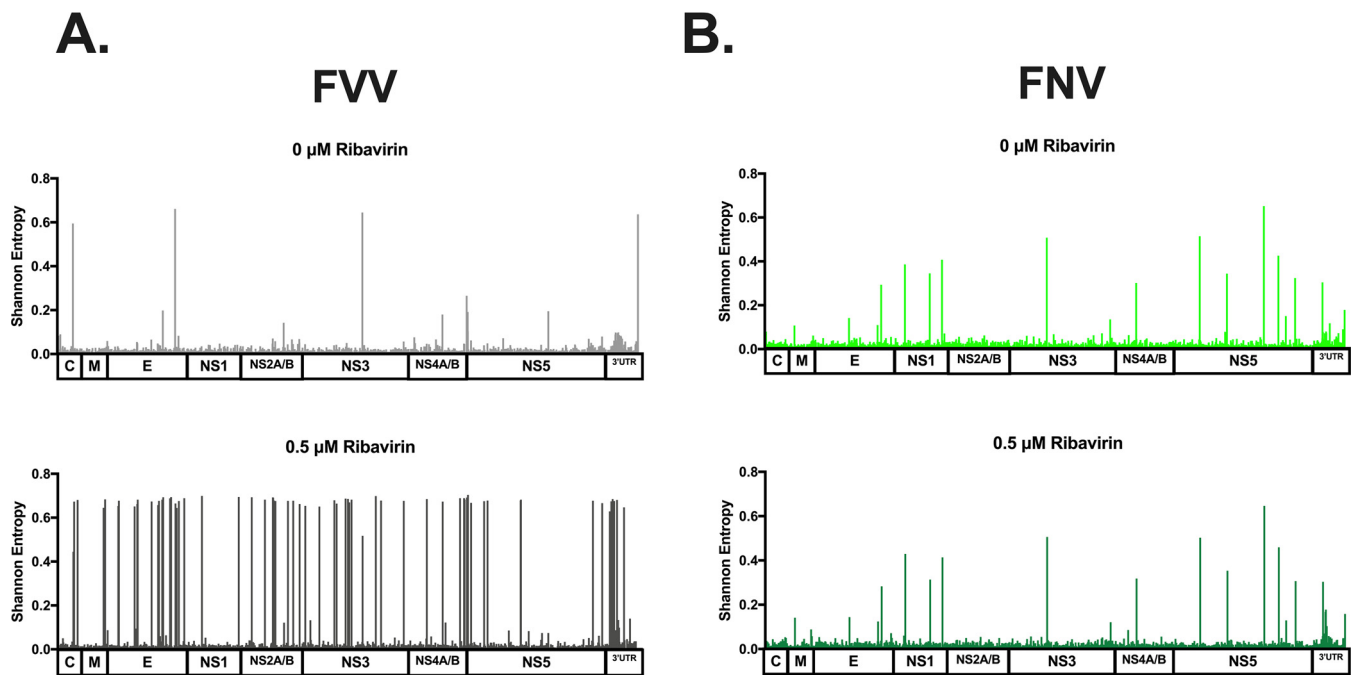 A.
FVV
0 µM Ribavirin
Shannon Entropy
0.8
0.6
0.4
0.2
0.0
C M E NS1 NS2A/B NS3 NS4A/B NS5 3'UTR
0.5 µM Ribavirin
Shannon Entropy
0.8
0.6
0.4
0.2
0.0
C M E NS1 NS2A/B NS3 NS4A/B NS5 3'UTR
B.
FNV
0 µM Ribavirin
Shannon Entropy
0.8
0.6
0.4
0.2
0.0
C M E NS1 NS2A/B NS3 NS4A/B NS5 3'UTR
0.5 µM Ribavirin
Shannon Entropy
0.8
0.6
0.4
0.2
0.0
C M E NS1 NS2A/B NS3 NS4A/B NS5 3'UTR